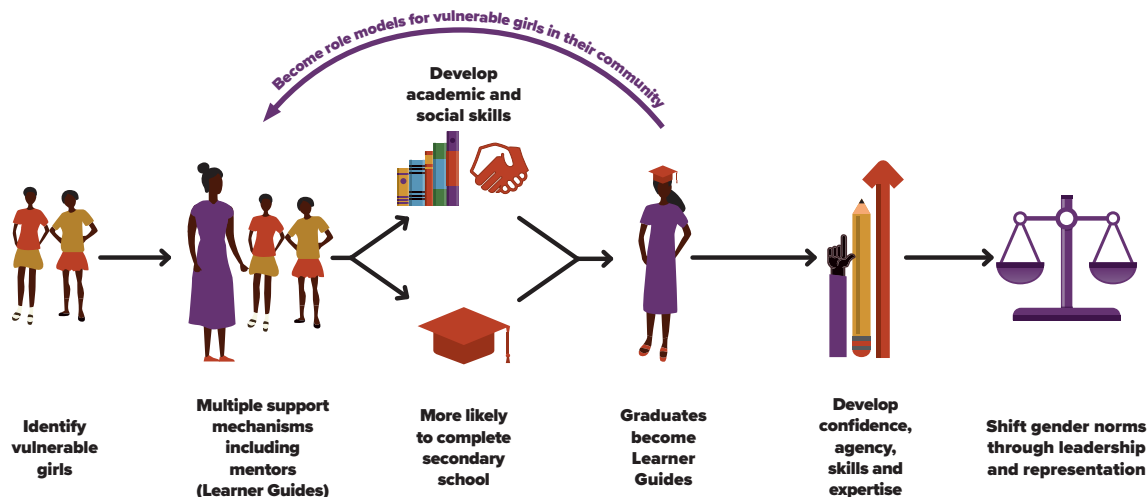 Become role models for vulnerable girls in their community
Develop
academic and
social skills
Identify
vulnerable
girls
Multiple support
mechanisms
including
mentors
(Learner Guides)
More likely
to complete
secondary
school
Graduates
become
Learner
Guides
Develop
confidence,
agency,
skills and
expertise
Shift gender norms
through leadership
and representation